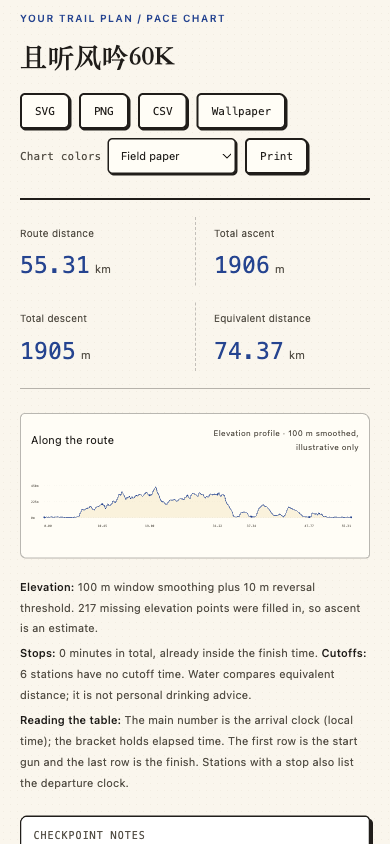 YOUR TRAIL PLAN / PACE CHART
且听风吟60K
SVG
PNG
CSV
Wallpaper
Chart colors
Field paper
Print
Route distance
55.31 km
Total ascent
1906 m
Total descent
1905 m
Equivalent distance
74.37 km
Along the route
Elevation profile · 100 m smoothed,
illustrative only
Elevation: 100 m window smoothing plus 10 m reversal
threshold. 217 missing elevation points were filled in, so ascent
is an estimate.
Stops: 0 minutes in total, already inside the finish time. Cutoffs:
6 stations have no cutoff time. Water compares equivalent
distance; it is not personal drinking advice.
Reading the table: The main number is the arrival clock (local
time); the bracket holds elapsed time. The first row is the start
gun and the last row is the finish. Stations with a stop also list
the departure clock.
CHECKPOINT NOTES